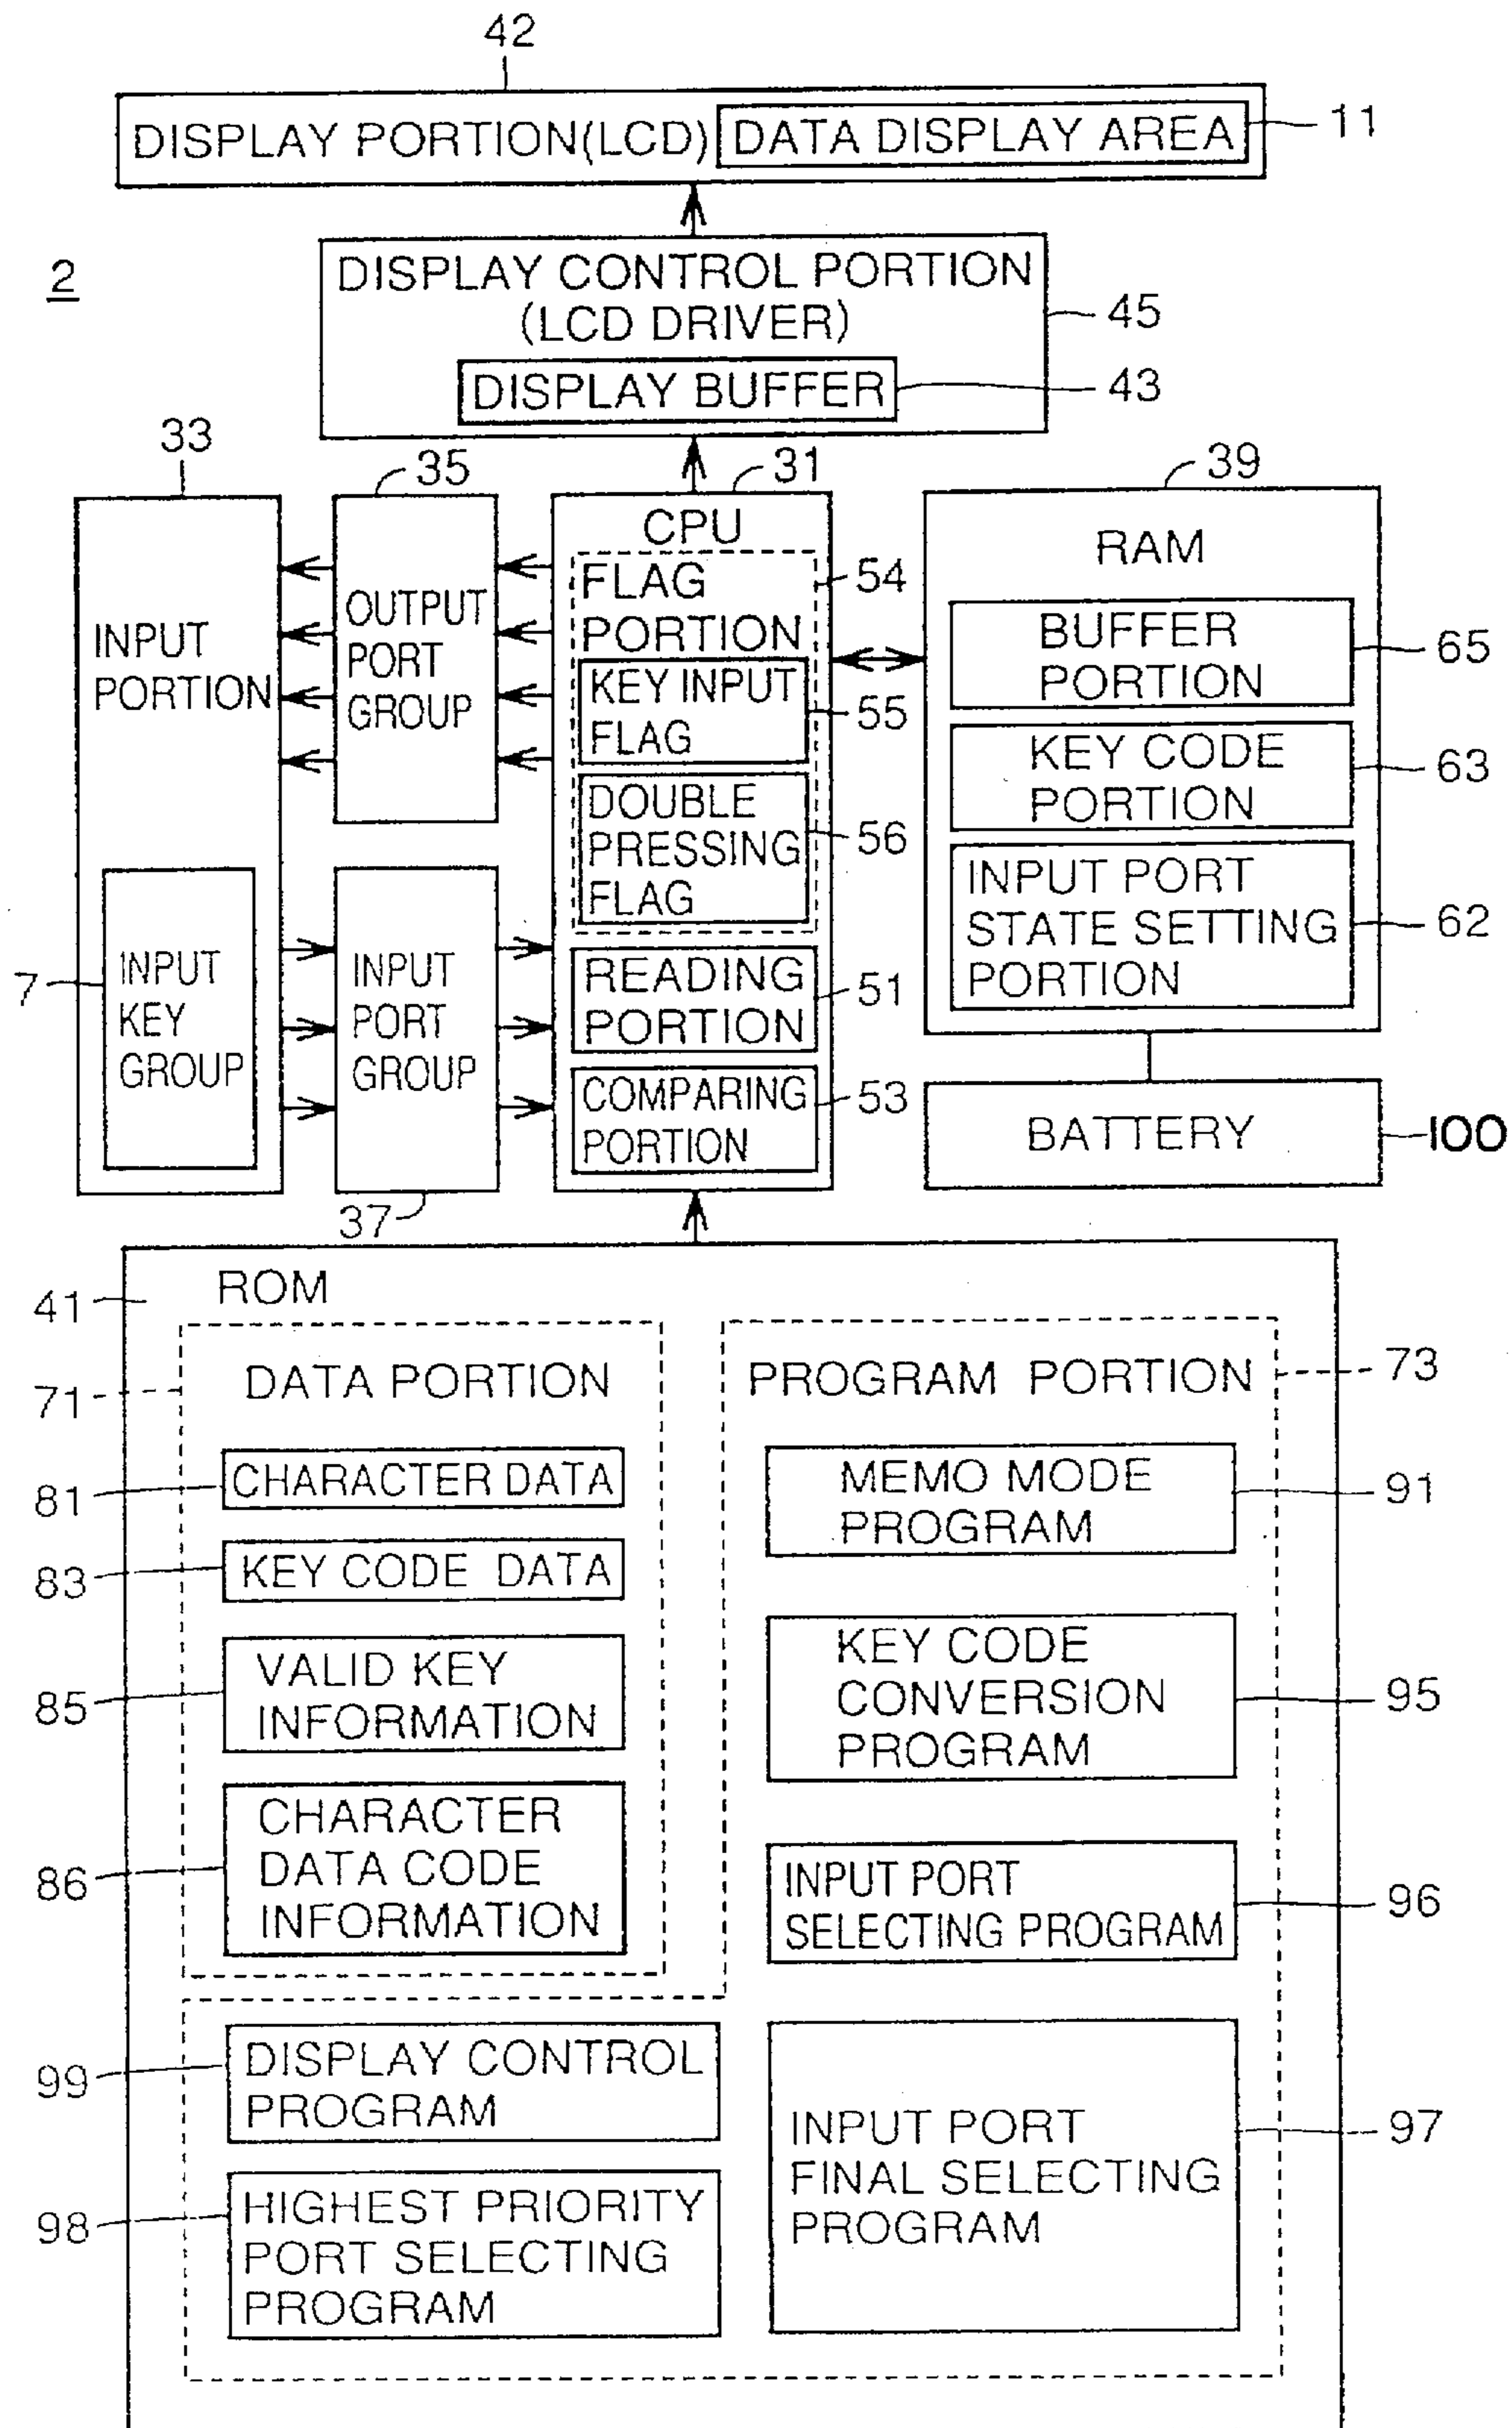 42
DISPLAY PORTION(LCD) DATA DISPLAY AREA 11
2
DISPLAY CONTROL PORTION
(LCD DRIVER)
45
DISPLAY BUFFER
43
33
35
31
39
INPUT
PORTION
OUTPUT
PORT
GROUP
CPU
FLAG
PORTION
54
KEY INPUT
FLAG
55
DOUBLE
PRESSING
FLAG
56
RAM
BUFFER
PORTION
65
KEY CODE
PORTION
63
INPUT PORT
STATE SETTING
PORTION
62
7
INPUT
KEY
GROUP
INPUT
PORT
GROUP
37
READING
PORTION
51
COMPARING
PORTION
53
BATTERY
100
41
ROM
71
DATA PORTION
81
CHARACTER DATA
83
KEY CODE DATA
85
VALID KEY
INFORMATION
86
CHARACTER
DATA CODE
INFORMATION
PROGRAM PORTION
73
MEMO MODE
PROGRAM
91
KEY CODE
CONVERSION
PROGRAM
95
INPUT PORT
SELECTING PROGRAM
96
99
DISPLAY CONTROL
PROGRAM
98
HIGHEST PRIORITY
PORT SELECTING
PROGRAM
INPUT PORT
FINAL SELECTING
PROGRAM
97